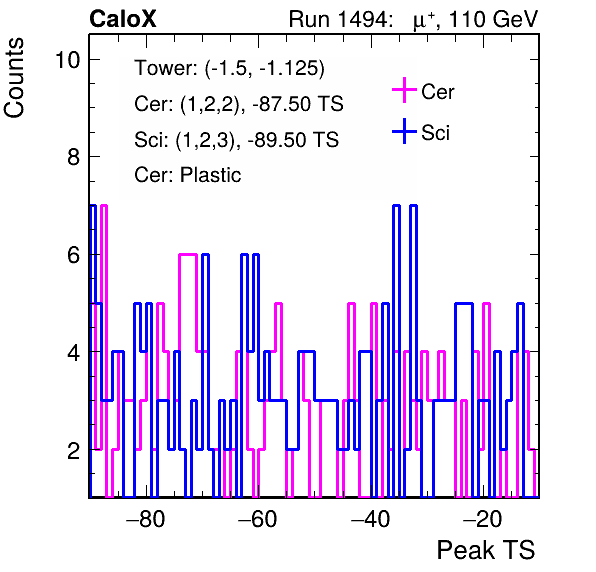 CaloX Run 1494: μ⁺, 110 GeV
Counts
Tower: (-1.5, -1.125)
Cer: (1,2,2), -87.50 TS
Sci: (1,2,3), -89.50 TS
Cer: Plastic
Cer
Sci
10
8
6
4
2
−80 −60 −40 −20
Peak TS